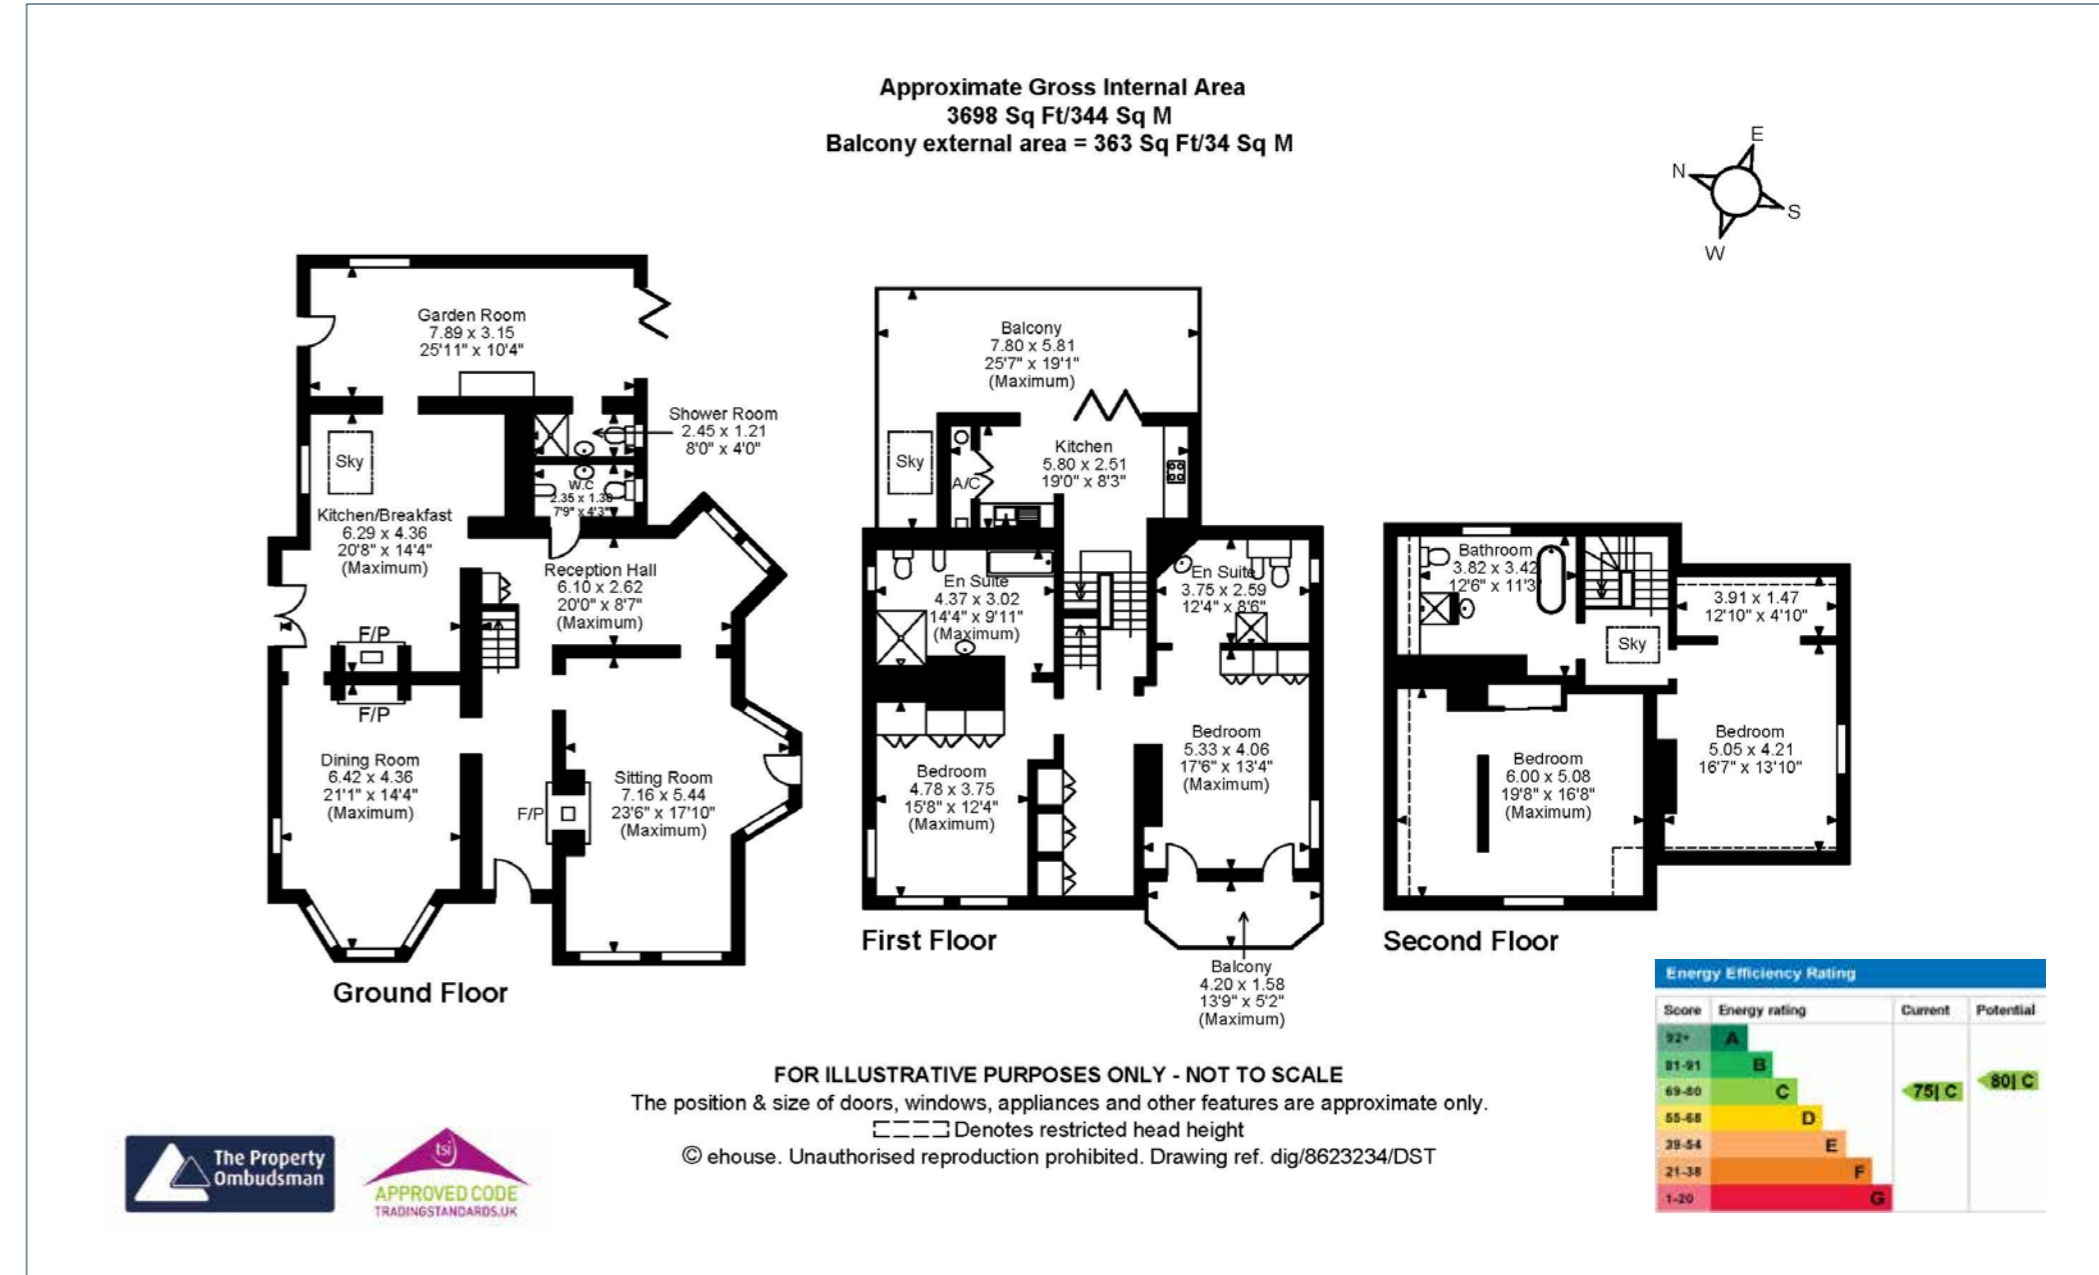 Approximate Gross Internal Area
3698 Sq Ft/344 Sq M
Balcony external area = 363 Sq Ft/34 Sq M
E
N
S
W
Garden Room
7.89 x 3.15
25'11" x 10'4"
Shower Room
2.45 x 1.21
8'0" x 4'0"
Sky
W.C
2.35 x 1.30
7'9" x 4'3"
Kitchen/Breakfast
6.29 x 4.36
20'8" x 14'4"
(Maximum)
Reception Hall
6.10 x 2.62
20'0" x 8'7"
(Maximum)
F/P
F/P
Dining Room
6.42 x 4.36
21'1" x 14'4"
(Maximum)
Sitting Room
7.16 x 5.44
23'6" x 17'10"
(Maximum)
F/P
Ground Floor
Balcony
7.80 x 5.81
25'7" x 19'1"
(Maximum)
Sky
A/C
Kitchen
5.80 x 2.51
19'0" x 8'3"
En Suite
4.37 x 3.02
14'4" x 9'11"
(Maximum)
En Suite
3.75 x 2.59
12'4" x 8'6"
Bedroom
4.78 x 3.75
15'8" x 12'4"
(Maximum)
Bedroom
5.33 x 4.06
17'6" x 13'4"
(Maximum)
First Floor
Balcony
4.20 x 1.58
13'9" x 5'2"
(Maximum)
Bathroom
3.82 x 3.42
12'6" x 11'3
3.91 x 1.47
12'10" x 4'10"
Sky
Bedroom
6.00 x 5.08
19'8" x 16'8"
(Maximum)
Bedroom
5.05 x 4.21
16'7" x 13'10"
Second Floor
Energy Efficiency Rating
Score Energy rating Current Potential
92+ A
81-91 B
69-80 C 75| C 80| C
55-68 D
39-54 E
21-38 F
1-20 G
FOR ILLUSTRATIVE PURPOSES ONLY - NOT TO SCALE
The position & size of doors, windows, appliances and other features are approximate only.
Denotes restricted head height
© ehouse. Unauthorised reproduction prohibited. Drawing ref. dig/8623234/DST
The Property
Ombudsman
tsi
APPROVED CODE
TRADINGSTANDARDS.UK